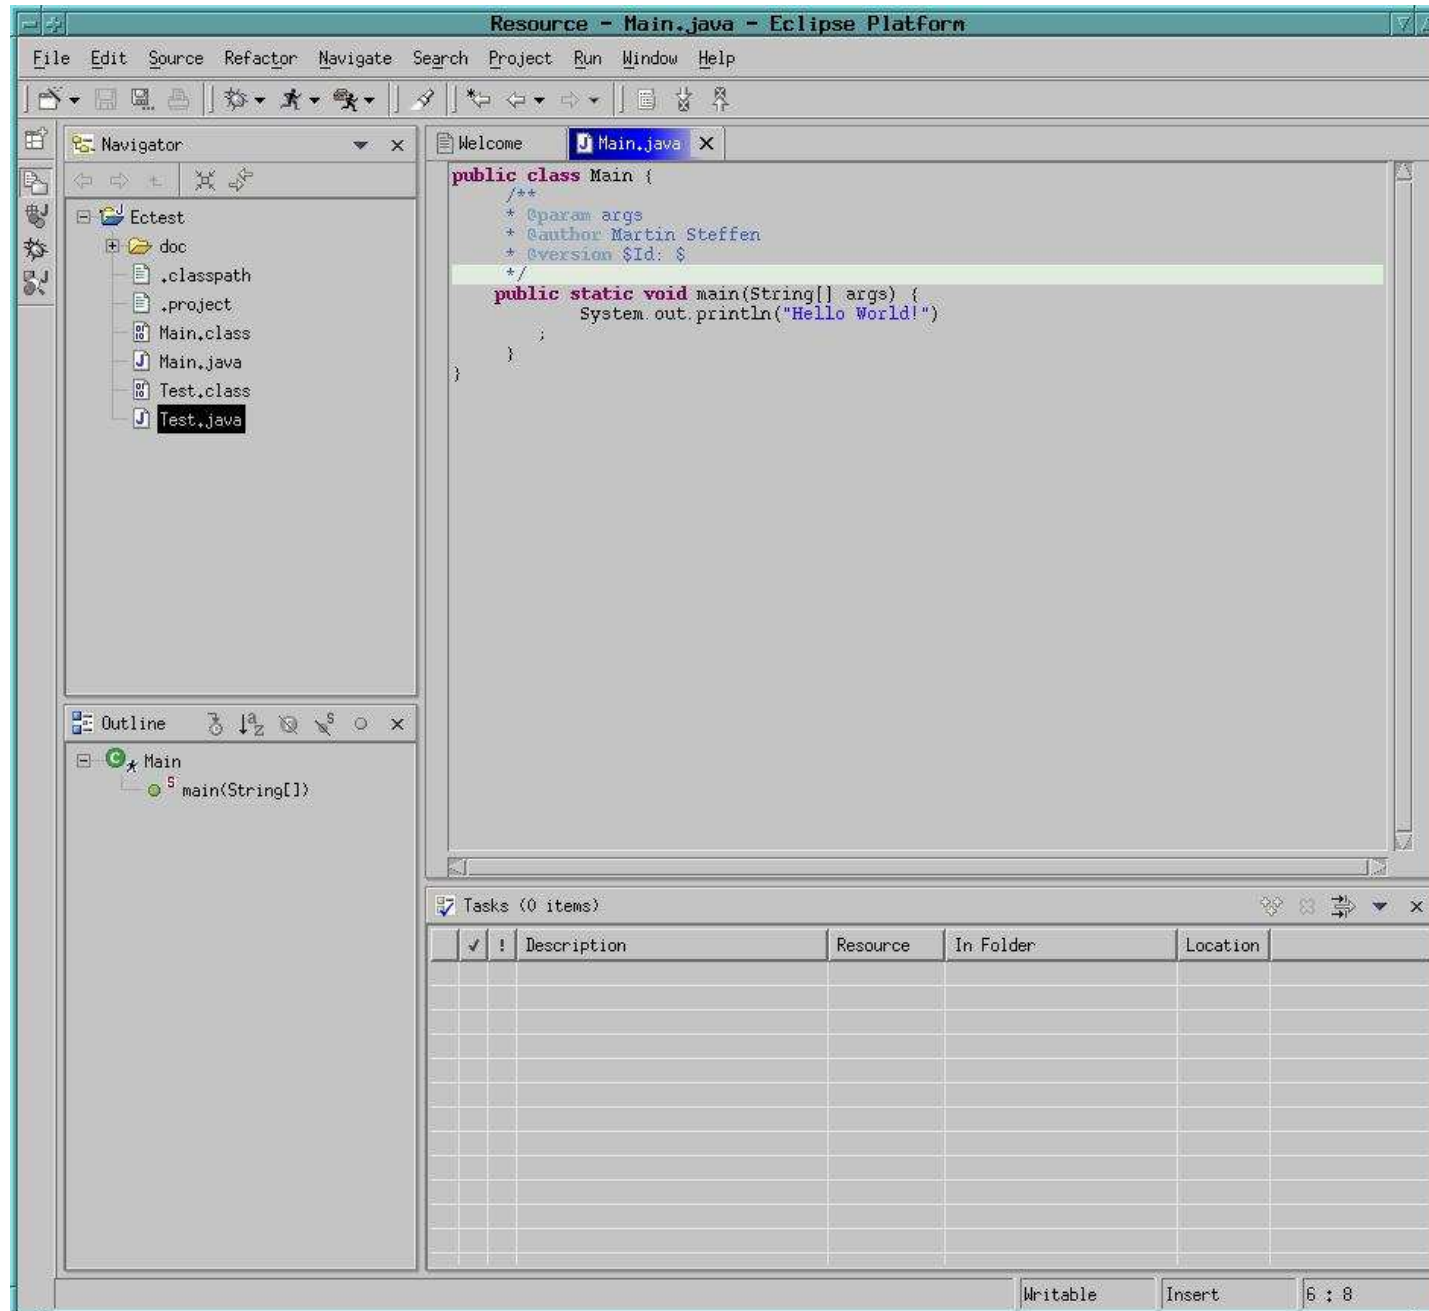 Resource - Main.java - Eclipse Platform
File Edit Source Refactor Navigate Search Project Run Window Help
Navigator
Ectest
doc
.classpath
.project
Main.class
Main.java
Test.class
Test.java
Outline
Main
main(String[])
Welcome Main.java
public class Main {
/**
* @param args
* @author Martin Steffen
* @version $Id: $
*/
public static void main(String[] args) {
System.out.println("Hello World!")
;
}
}
Tasks (0 items)
! Description Resource In Folder Location
Writable Insert 6 : 8